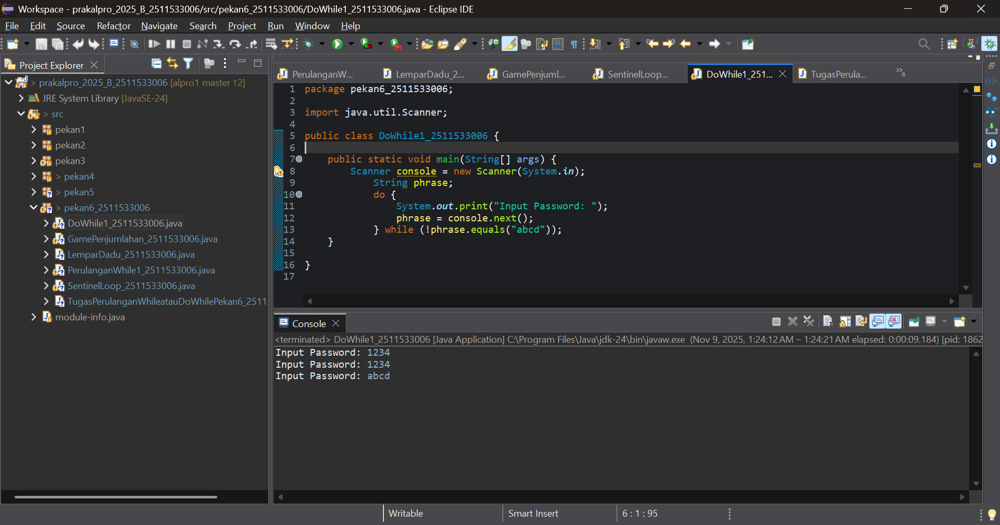 Workspace - prakalpro_2025_B_2511533006/src/pekan6_2511533006/DoWhile1_2511533006.java - Eclipse IDE
File Edit Source Refactor Navigate Search Project Run Window Help
Project Explorer
> prakalpro_2025_B_2511533006 [alpro1 master ↑2]
JRE System Library [JavaSE-24]
> src
pekan1
pekan2
pekan3
> pekan4
> pekan5
> pekan6_2511533006
DoWhile1_2511533006.java
GamePenjumlahan_2511533006.java
LemparDadu_2511533006.java
PerulanganWhile1_2511533006.java
SentinelLoop_2511533006.java
TugasPerulanganWhileatauDoWhilePekan6_2511
module-info.java
PerulanganW... LemparDadu_2... GamePenjuml... SentinelLoop... DoWhile1_251... TugasPerula... »6
1 package pekan6_2511533006;
2
3 import java.util.Scanner;
4
5 public class DoWhile1_2511533006 {
6
7 public static void main(String[] args) {
8 Scanner console = new Scanner(System.in);
9 String phrase;
10 do {
11 System.out.print("Input Password: ");
12 phrase = console.next();
13 } while (!phrase.equals("abcd"));
14 }
15
16 }
17
Console
<terminated> DoWhile1_2511533006 [Java Application] C:\Program Files\Java\jdk-24\bin\javaw.exe (Nov 9, 2025, 1:24:12 AM – 1:24:21 AM elapsed: 0:00:09.184) [pid: 1862
Input Password: 1234
Input Password: 1234
Input Password: abcd
Writable Smart Insert 6 : 1 : 95